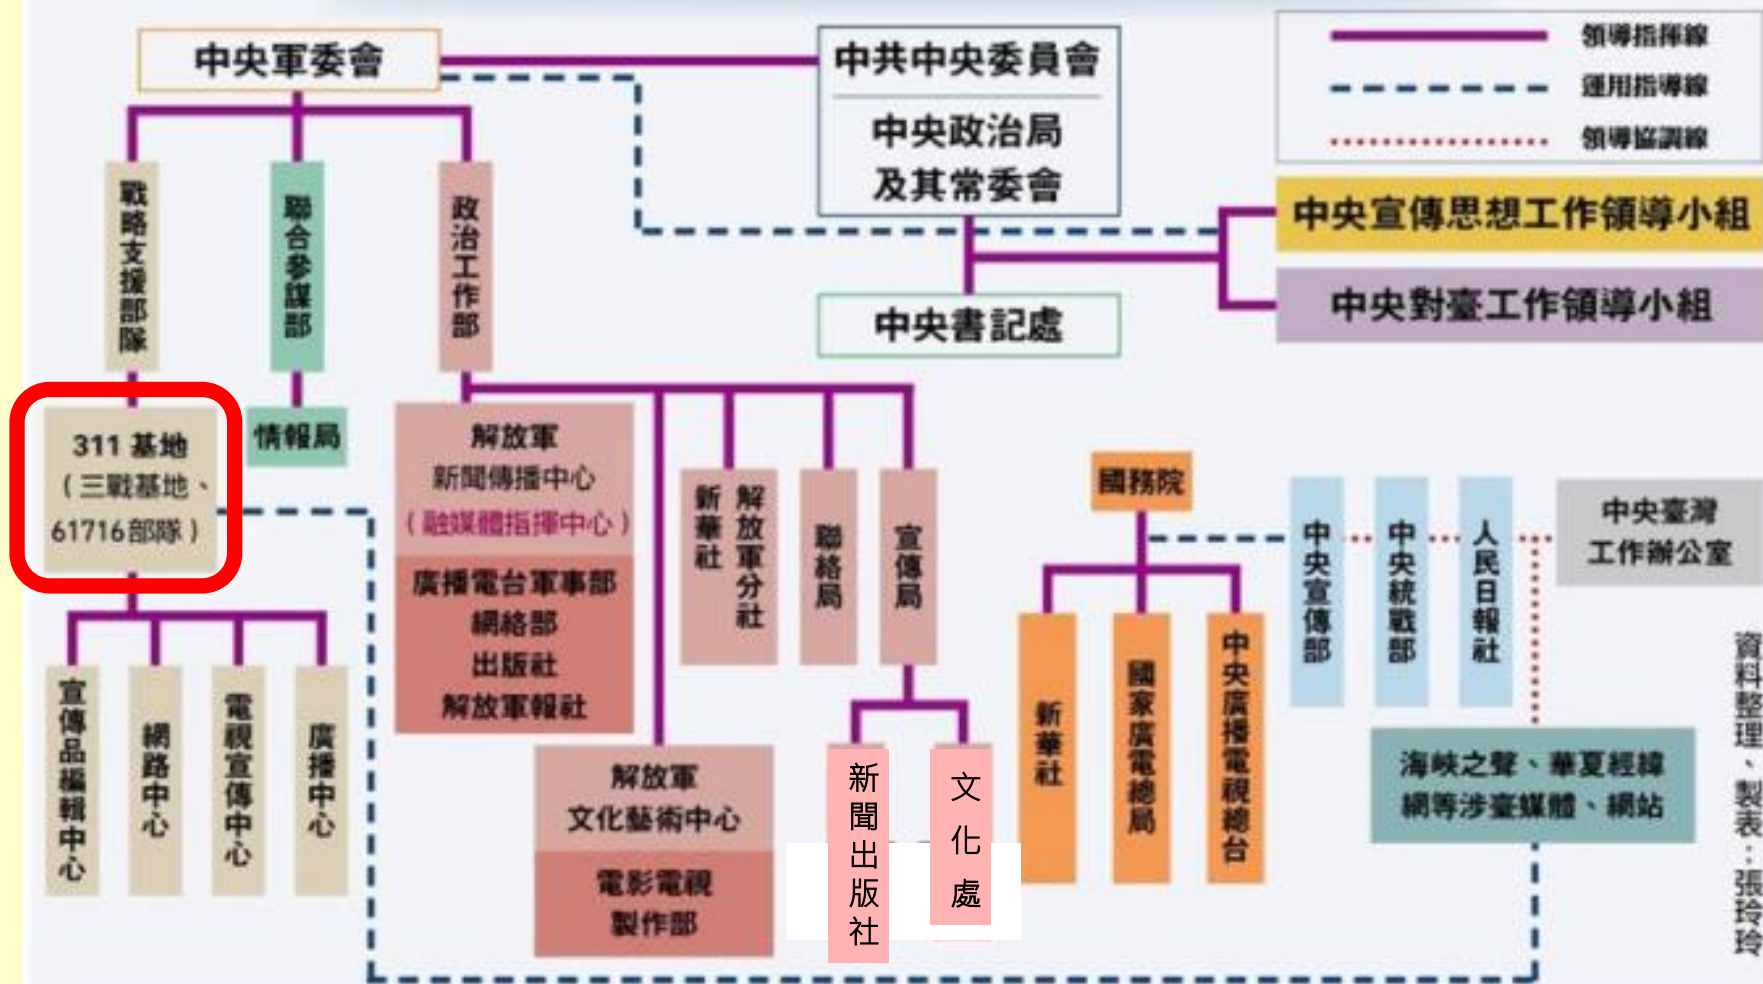 中央軍委會
中共中央委員會
中央政治局
及其常委會
領導指揮線
運用指導線
領導協調線
中央宣傳思想工作領導小組
中央對臺工作領導小組
中央書記處
戰略支援部隊
聯合參謀部
政治工作部
311 基地
(三戰基地、
61716部隊)
情報局
解放軍
新聞傳播中心
(融媒體指揮中心)
廣播電台軍事部
網絡部
出版社
解放軍報社
解放軍分社
新華社
聯絡局
宣傳局
國務院
中央宣傳部
中央統戰部
人民日報社
中央臺灣
工作辦公室
宣傳品編輯中心
網路中心
電視宣傳中心
廣播中心
解放軍
文化藝術中心
電影電視
製作部
新聞出版社
文化處
新華社
國家廣電總局
中央廣播電視總台
海峽之聲、華夏經緯
網等涉臺媒體、網站
資料整理、製表:張玲玲